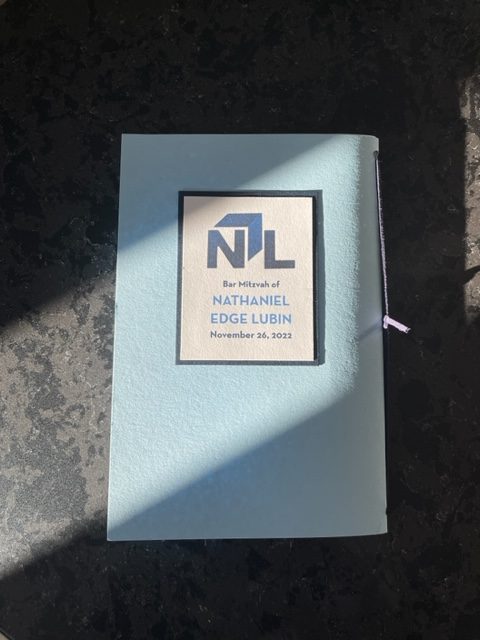 NL
Bar Mitzvah of
NATHANIEL
EDGE LUBIN
November 26, 2022